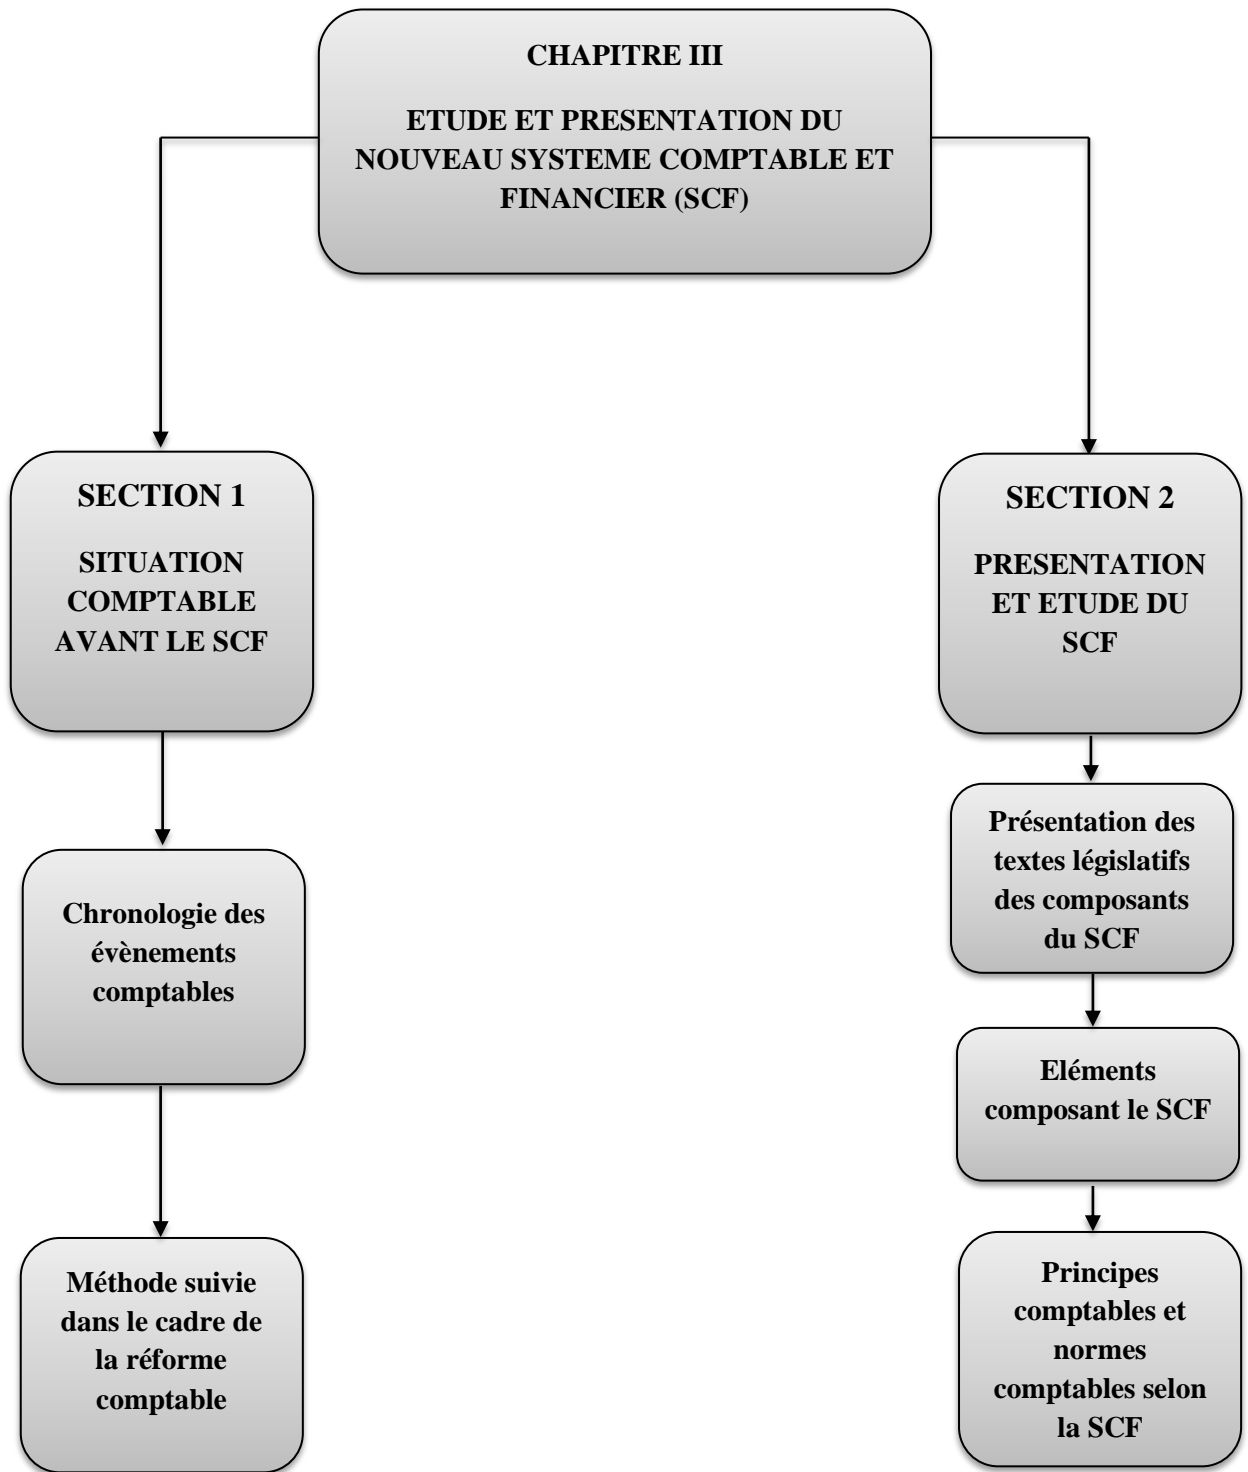 CHAPITRE III
ETUDE ET PRESENTATION DU
NOUVEAU SYSTEME COMPTABLE ET
FINANCIER (SCF)
SECTION 1
SITUATION
COMPTABLE
AVANT LE SCF
Chronologie des
évènements
comptables
Méthode suivie
dans le cadre de
la réforme
comptable
SECTION 2
PRESENTATION
ET ETUDE DU
SCF
Présentation des
textes législatifs
des composants
du SCF
Eléments
composant le SCF
Principes
comptables et
normes
comptables selon
la SCF